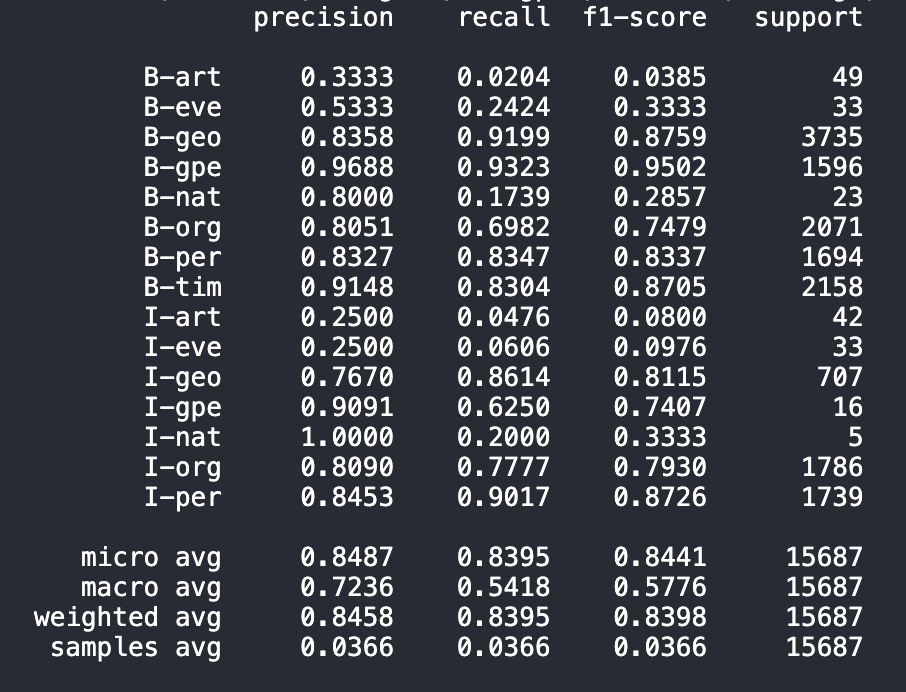 precision recall f1-score support
B-art 0.3333 0.0204 0.0385 49
B-eve 0.5333 0.2424 0.3333 33
B-geo 0.8358 0.9199 0.8759 3735
B-gpe 0.9688 0.9323 0.9502 1596
B-nat 0.8000 0.1739 0.2857 23
B-org 0.8051 0.6982 0.7479 2071
B-per 0.8327 0.8347 0.8337 1694
B-tim 0.9148 0.8304 0.8705 2158
I-art 0.2500 0.0476 0.0800 42
I-eve 0.2500 0.0606 0.0976 33
I-geo 0.7670 0.8614 0.8115 707
I-gpe 0.9091 0.6250 0.7407 16
I-nat 1.0000 0.2000 0.3333 5
I-org 0.8090 0.7777 0.7930 1786
I-per 0.8453 0.9017 0.8726 1739
micro avg 0.8487 0.8395 0.8441 15687
macro avg 0.7236 0.5418 0.5776 15687
weighted avg 0.8458 0.8395 0.8398 15687
samples avg 0.0366 0.0366 0.0366 15687